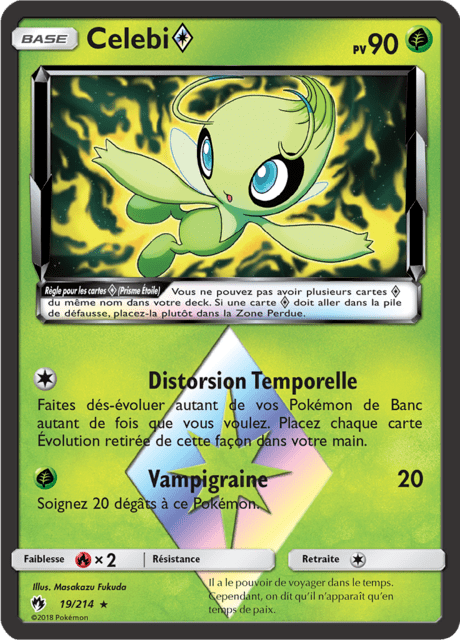 BASE Celebi PV 90
Règle pour les cartes (Prisme Étoile) Vous ne pouvez pas avoir plusieurs cartes
du même nom dans votre deck. Si une carte doit aller dans la pile
de défausse, placez-la plutôt dans la Zone Perdue.
Distorsion Temporelle
Faites dés-évoluer autant de vos Pokémon de Banc
autant de fois que vous voulez. Placez chaque carte
Évolution retirée de cette façon dans votre main.
Vampigraine 20
Soignez 20 dégâts à ce Pokémon.
Faiblesse × 2 Résistance Retraite
Illus. Masakazu Fukuda
19/214 ★
©2018 Pokémon
Il a le pouvoir de voyager dans le temps.
Cependant, on dit qu'il n'apparaît qu'en
temps de paix.